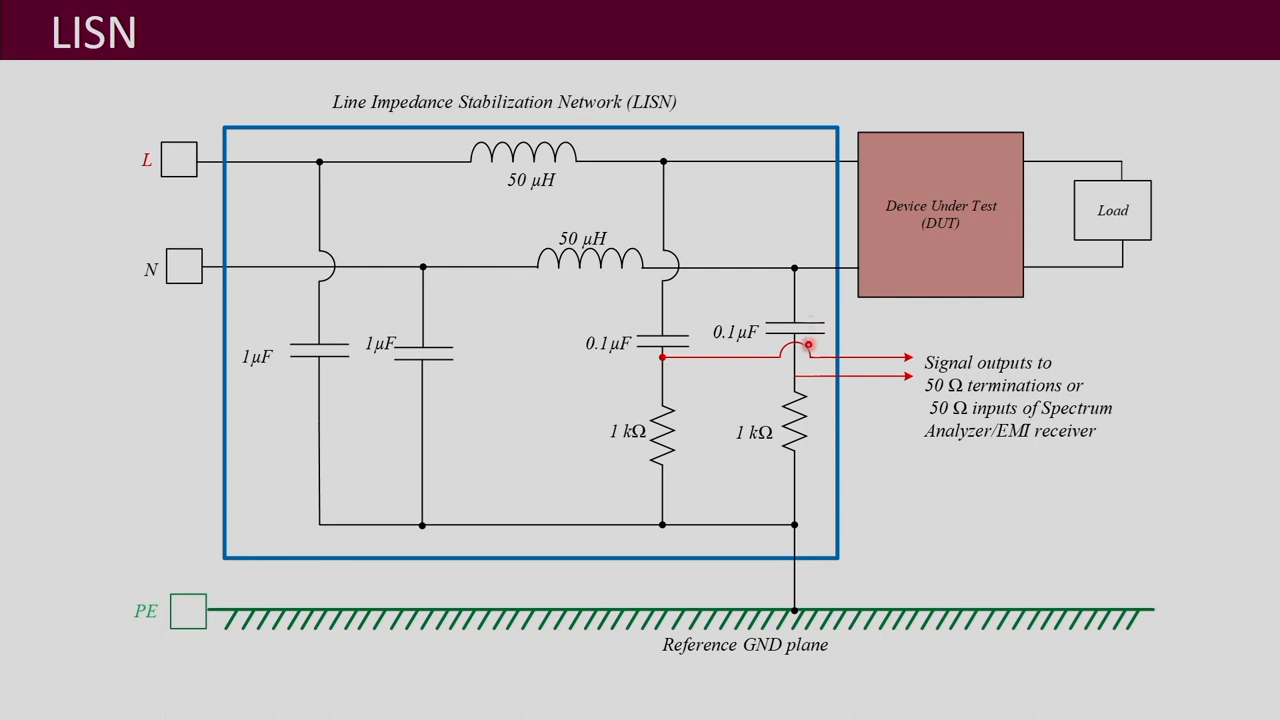 LISN
Line Impedance Stabilization Network (LISN)
L
50 µH
Device Under Test
(DUT)
Load
50 µH
N
1µF
1µF
0.1µF
0.1µF
Signal outputs to
50 Ω terminations or
50 Ω inputs of Spectrum
Analyzer/EMI receiver
1 kΩ
1 kΩ
PE
Reference GND plane